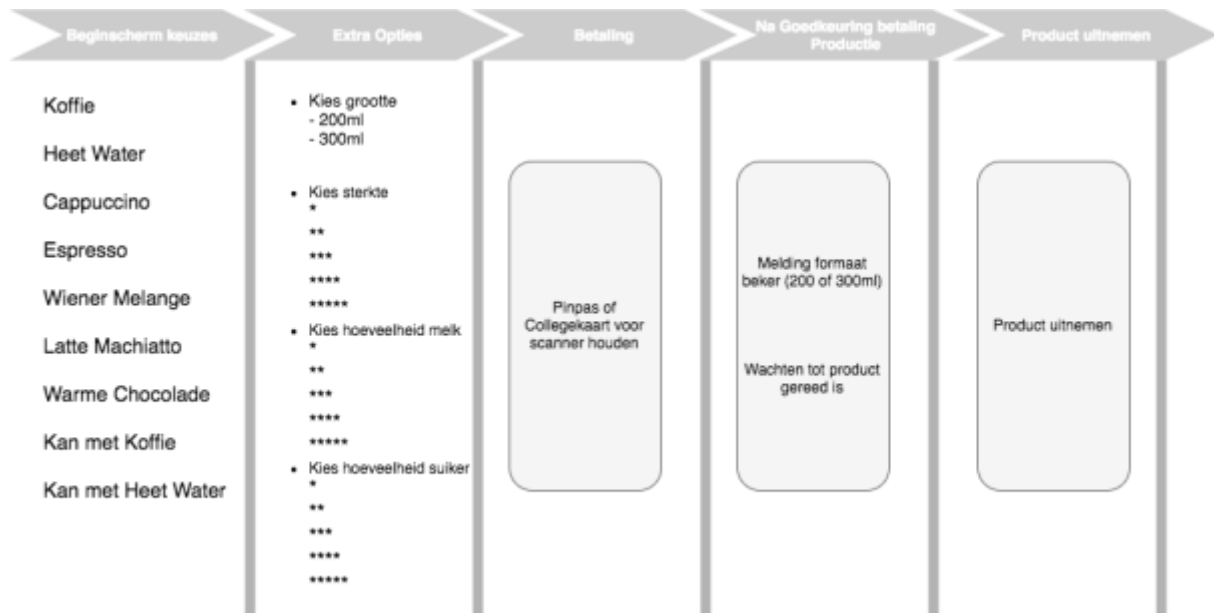 Beginscherm keuzes
Extra Opties
Betaling
Na Goedkeuring betaling
Productie
Product uitnemen
Koffie
Heet Water
Cappuccino
Espresso
Wiener Melange
Latte Machiatto
Warme Chocolade
Kan met Koffie
Kan met Heet Water
• Kies grootte
- 200ml
- 300ml
• Kies sterkte
*
**
***
****
*****
• Kies hoeveelheid melk
*
**
***
****
*****
• Kies hoeveelheid suiker
*
**
***
****
*****
Pinpas of
Collegekaart voor
scanner houden
Melding formaat
beker (200 of 300ml)
Wachten tot product
gereed is
Product uitnemen